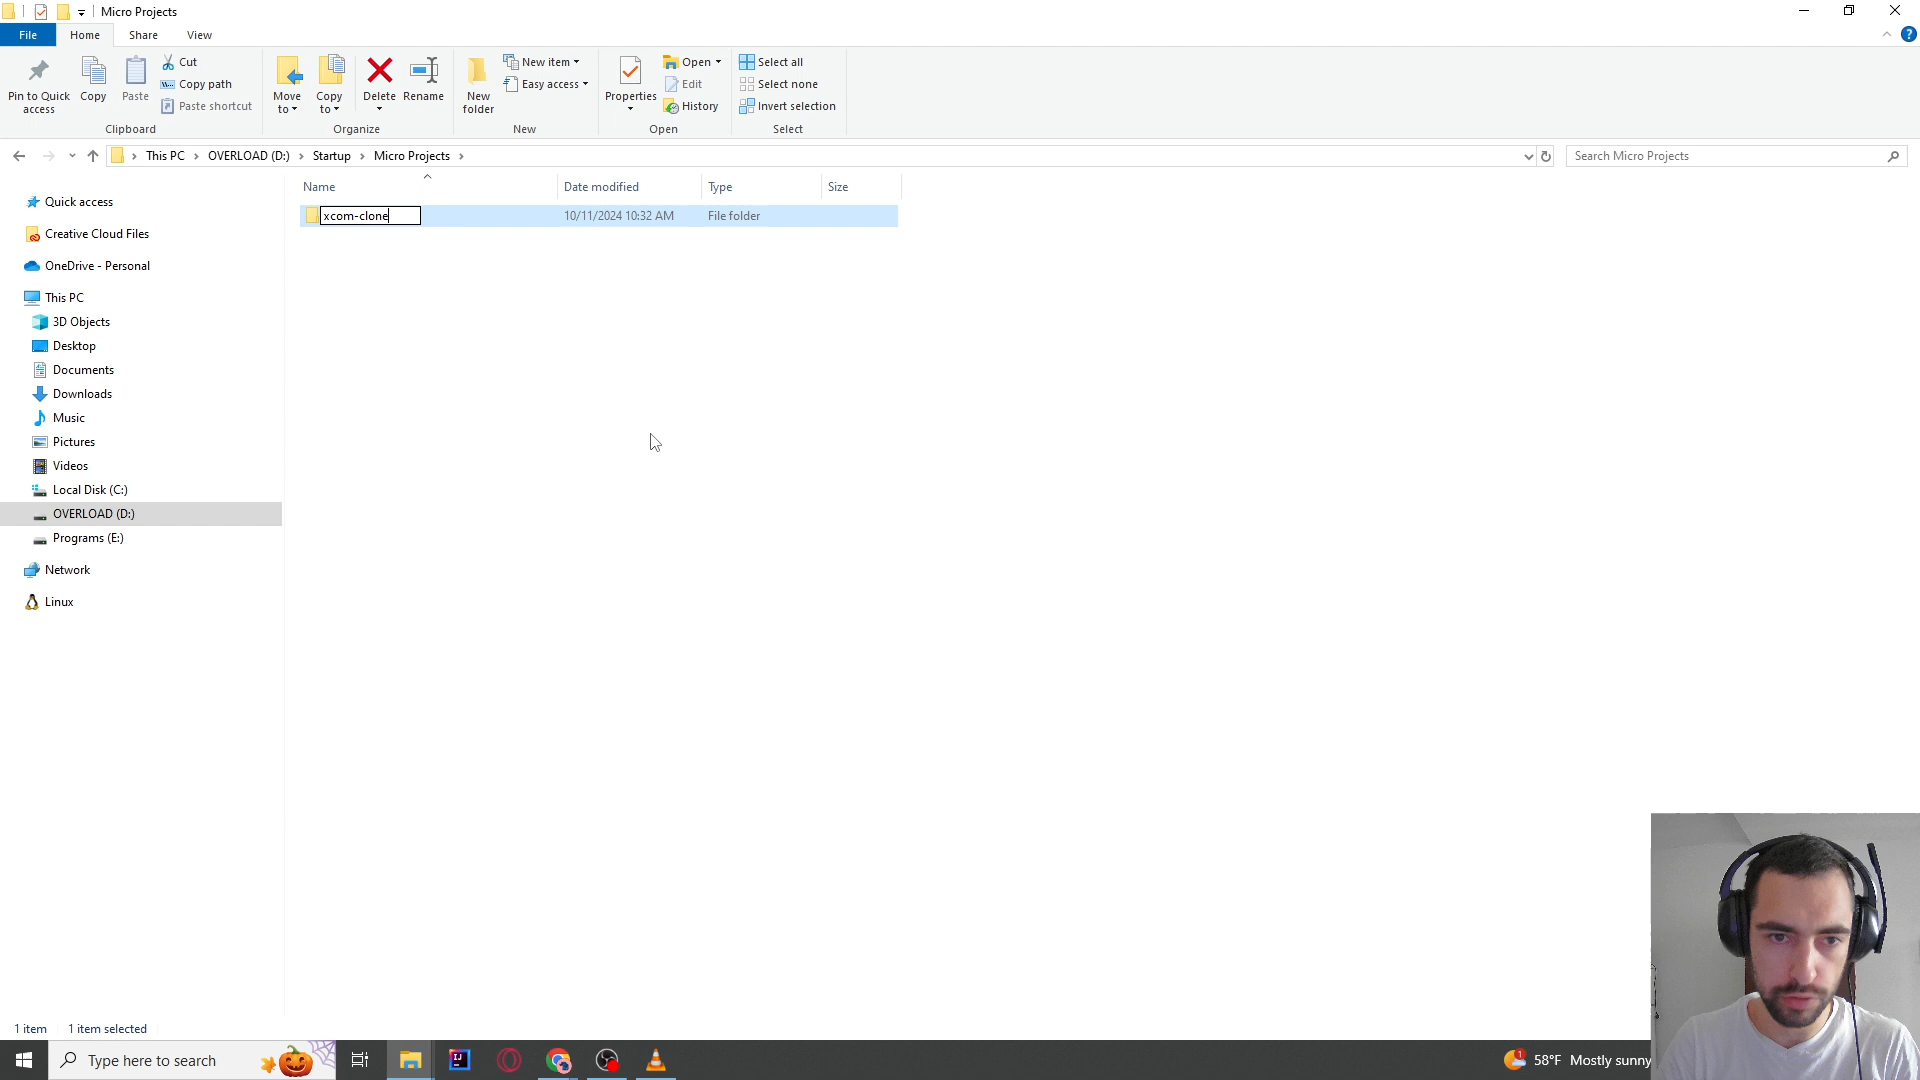 Micro Projects
File
Home
Share
View
Pin to Quick
access
Copy
Paste
Cut
Copy path
Paste shortcut
Clipboard
Move
to
Copy
to
Delete
Rename
Organize
New
folder
New item
Easy access
New
Properties
Open
Edit
History
Open
Select all
Select none
Invert selection
Select
This PC
OVERLOAD (D:)
Startup
Micro Projects
Search Micro Projects
Name
Date modified
Type
Size
xcom-clone
10/11/2024 10:32 AM
File folder
Quick access
Creative Cloud Files
OneDrive - Personal
This PC
3D Objects
Desktop
Documents
Downloads
Music
Pictures
Videos
Local Disk (C:)
OVERLOAD (D:)
Programs (E:)
Network
Linux
1 item
1 item selected
Type here to search
1
58°F
Mostly sunny